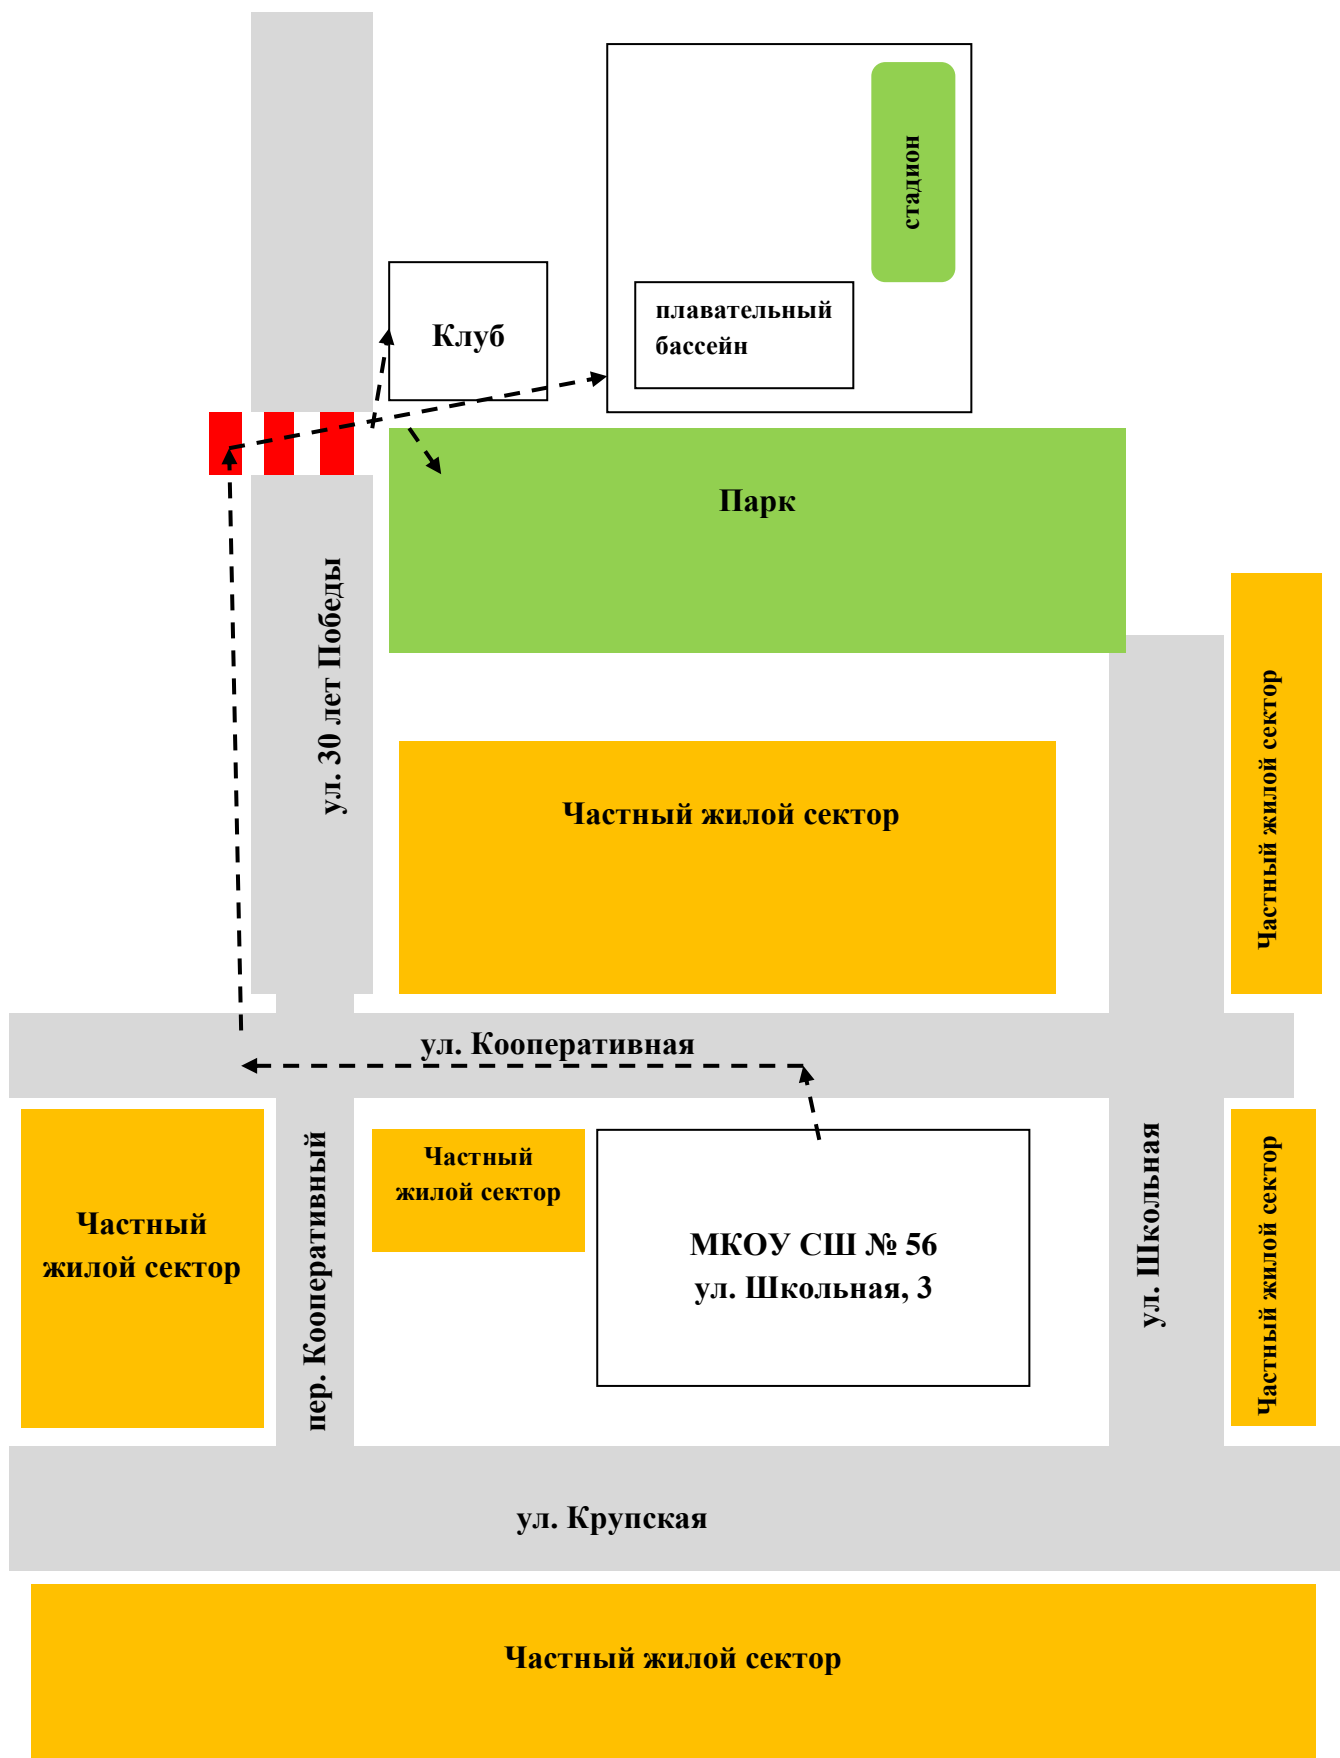 стадион
плавательный
бассейн
Клуб
Парк
ул. 30 лет Победы
Частный жилой сектор
Частный жилой сектор
ул. Кооперативная
пер. Кооперативный
Частный
жилой сектор
Частный
жилой сектор
МКОУ СШ № 56
ул. Школьная, 3
ул. Школьная
Частный жилой сектор
ул. Крупская
Частный жилой сектор